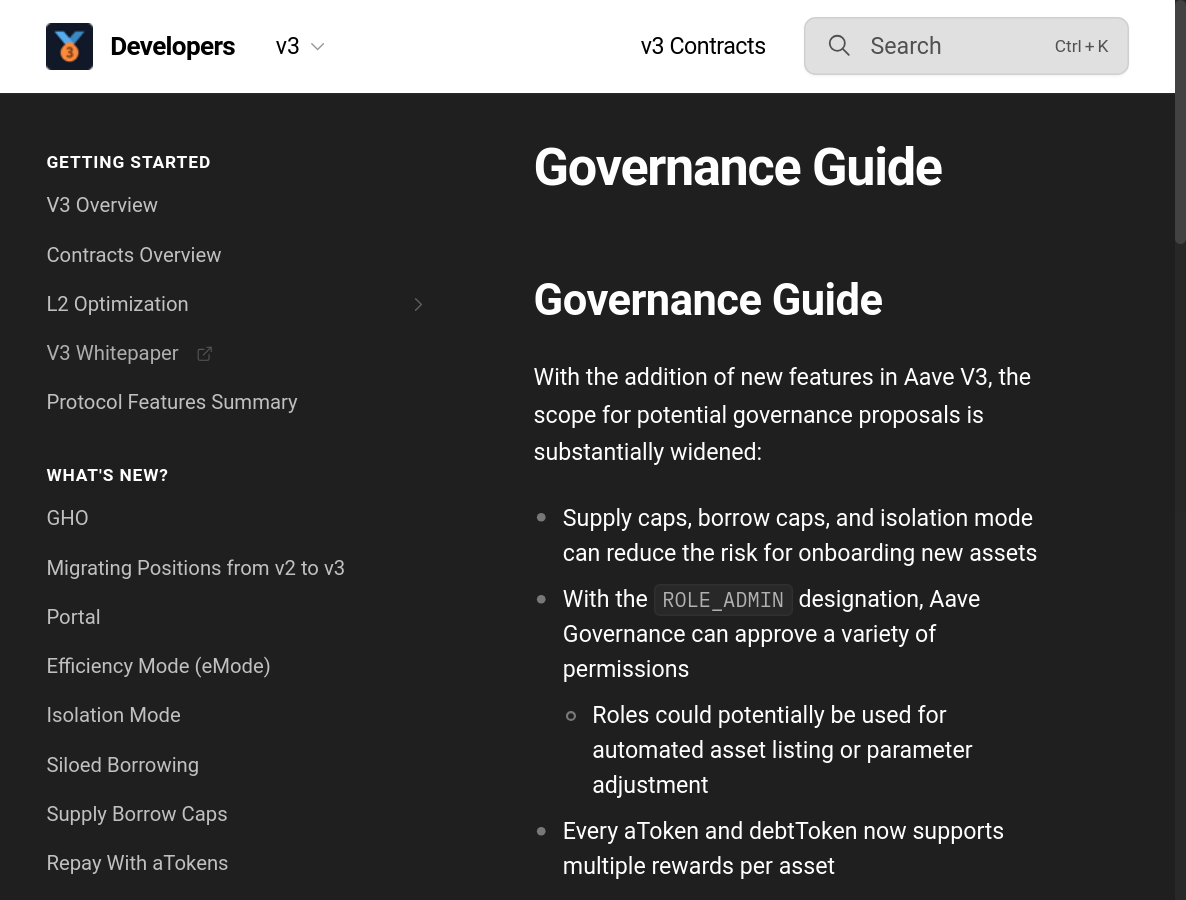 Developers
v3
v3 Contracts
Search
Ctrl + K
GETTING STARTED
V3 Overview
Contracts Overview
L2 Optimization
V3 Whitepaper
Protocol Features Summary
WHAT'S NEW?
GHO
Migrating Positions from v2 to v3
Portal
Efficiency Mode (eMode)
Isolation Mode
Siloed Borrowing
Supply Borrow Caps
Repay With aTokens
Governance Guide
Governance Guide
With the addition of new features in Aave V3, the
scope for potential governance proposals is
substantially widened:
Supply caps, borrow caps, and isolation mode
can reduce the risk for onboarding new assets
With the ROLE_ADMIN designation, Aave
Governance can approve a variety of
permissions
Roles could potentially be used for
automated asset listing or parameter
adjustment
Every aToken and debtToken now supports
multiple rewards per asset